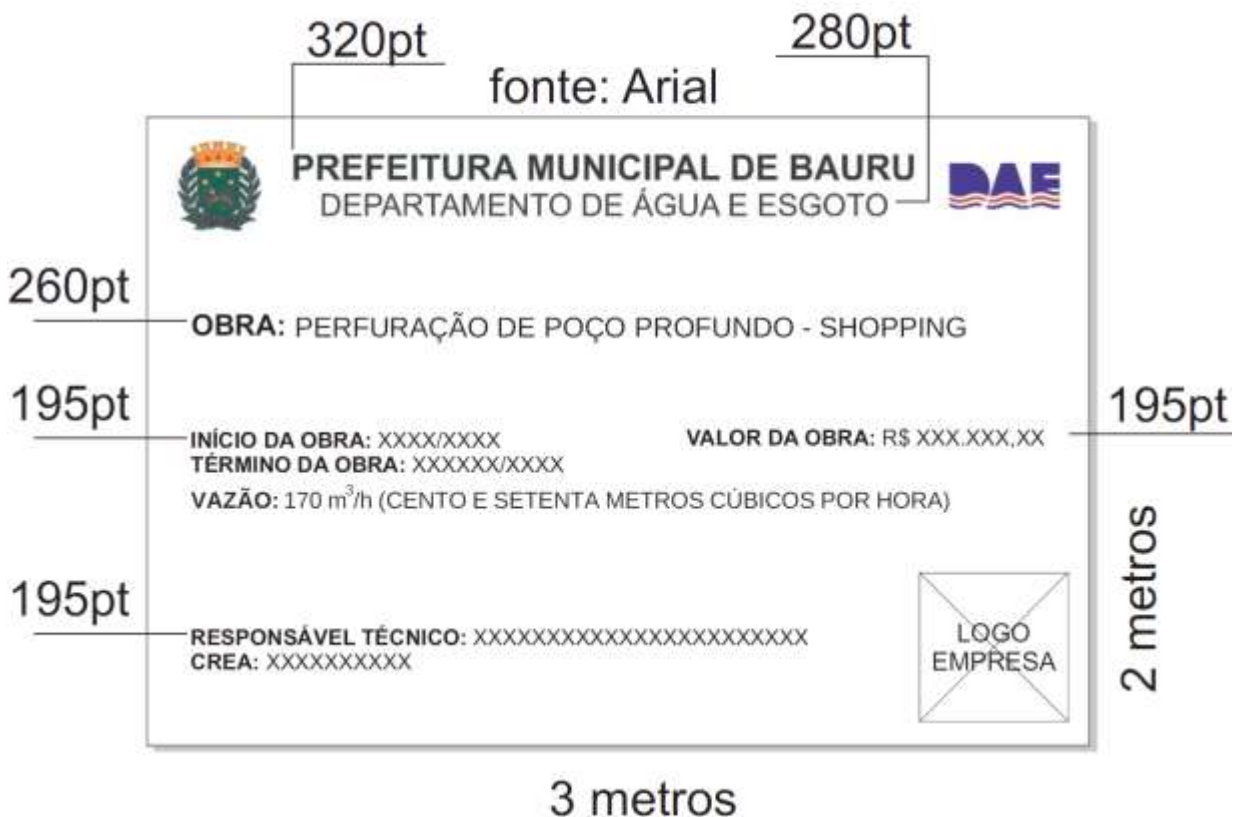 320pt
280pt
fonte: Arial
PREFEITURA MUNICIPAL DE BAURU
DAE
DEPARTAMENTO DE ÁGUA E ESGOTO
260pt
OBRA: PERFURAÇÃO DE POÇO PROFUNDO - SHOPPING
195pt
195pt
INÍCIO DA OBRA: XXXX/XXXX
VALOR DA OBRA: R$ XXX.XXX,XX
TÉRMINO DA OBRA: XXXXXX/XXXX
VAZÃO: 170 m³/h (CENTO E SETENTA METROS CÚBICOS POR HORA)
2 metros
195pt
RESPONSÁVEL TÉCNICO: XXXXXXXXXXXXXXXXXXXXXXX
CREA: XXXXXXXXXX
LOGO
EMPRESA
3 metros